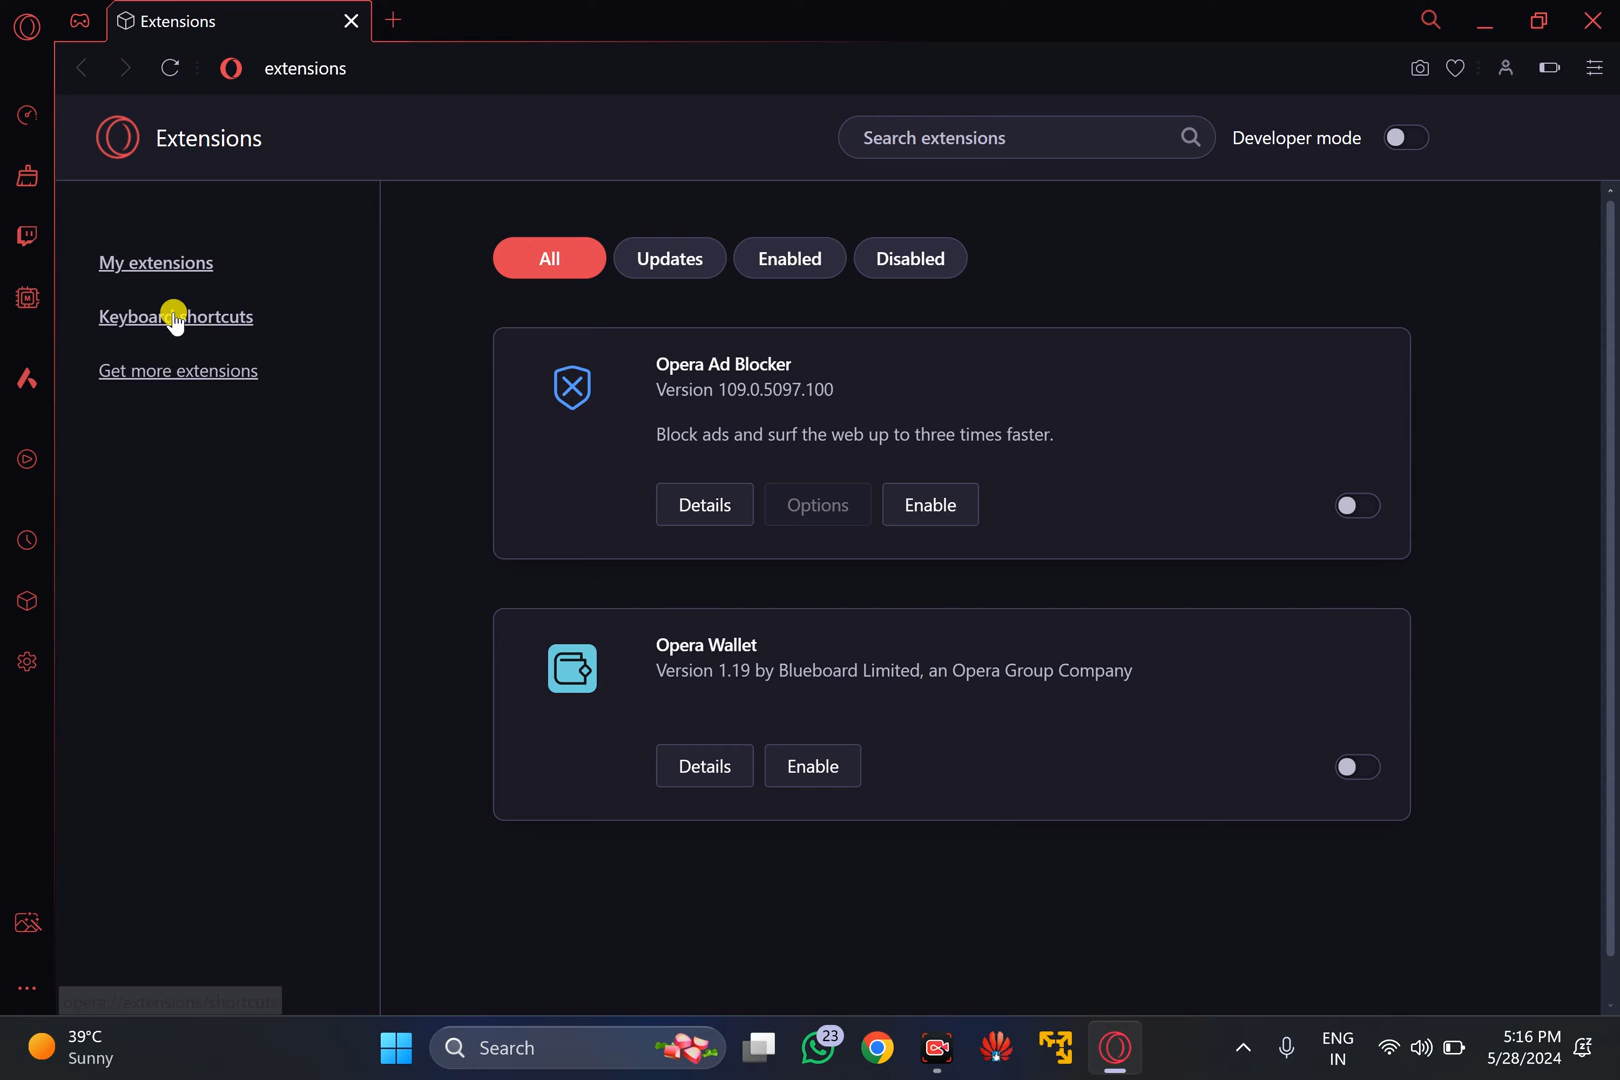 Extensions
extensions
Extensions
Search extensions
Developer mode
My extensions
Keyboard shortcuts
Get more extensions
All
Updates
Enabled
Disabled
Opera Ad Blocker
Version 109.0.5097.100
Block ads and surf the web up to three times faster.
Details
Options
Enable
Opera Wallet
Version 1.19 by Blueboard Limited, an Opera Group Company
Details
Enable
opera://extensions/shortcuts
39°C
Sunny
Search
23
ENG
IN
5:16 PM
5/28/2024